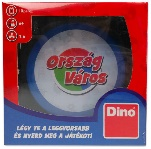 Ország
Város
Dino
LÉGY TE A LEGGYORSABB
ÉS NYERD MEG A JÁTÉKOT!